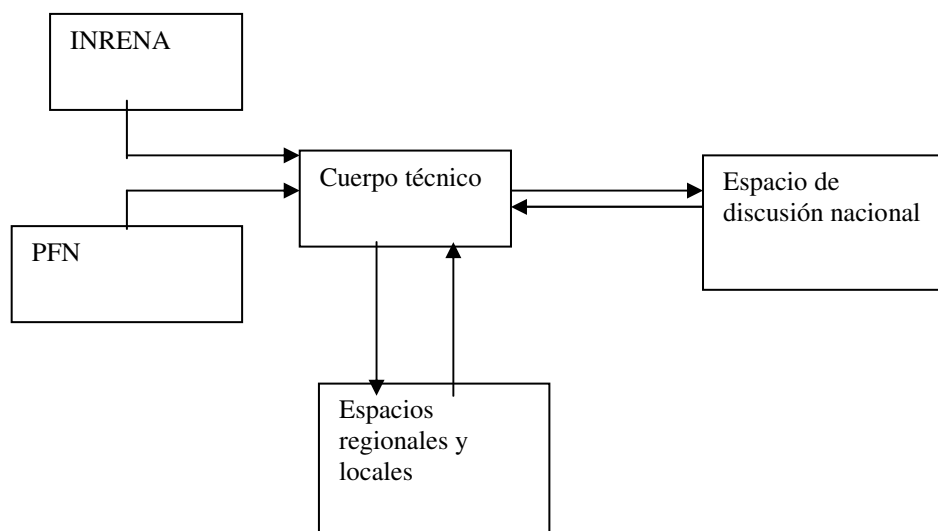 INRENA
Cuerpo técnico
Espacio de
discusión nacional
PFN
Espacios
regionales y
locales